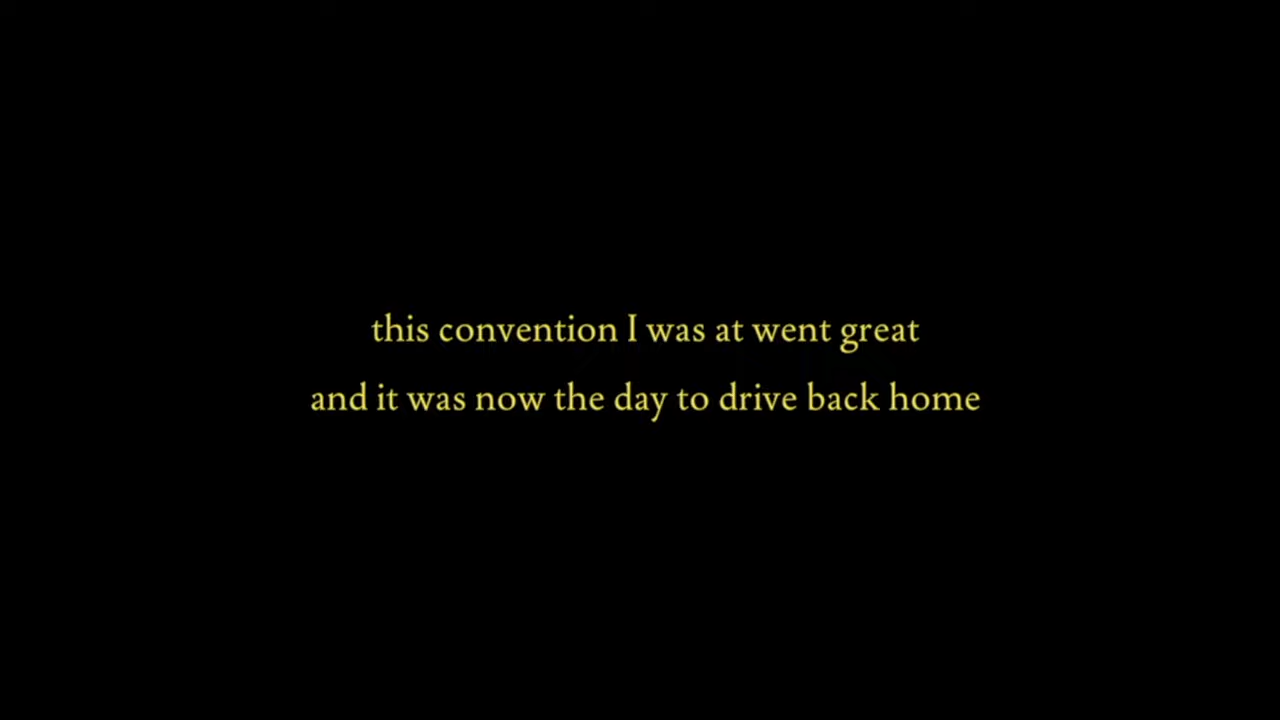 this convention I was at went great
and it was now the day to drive back home